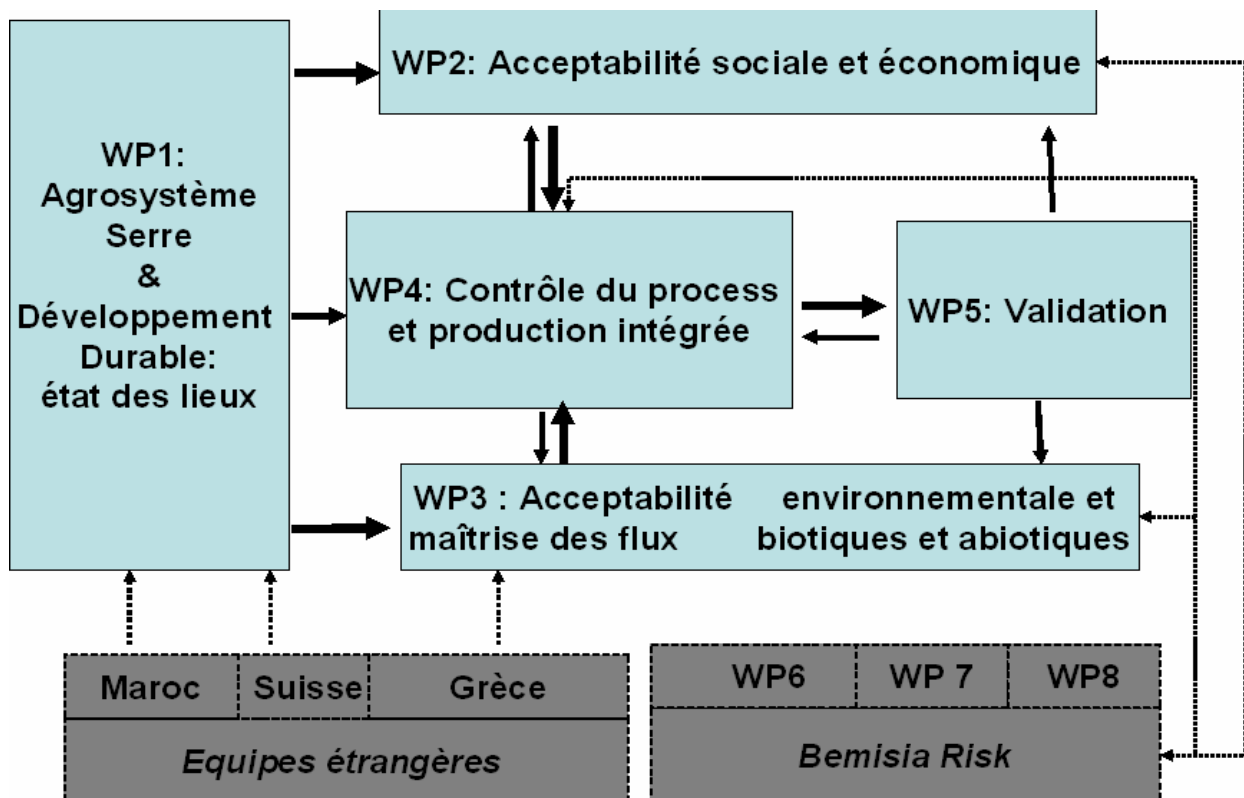 WP2: Acceptabilité sociale et économique
WP1:
Agrosystème
Serre
&
Développement
Durable:
état des lieux
WP4: Contrôle du process
et production intégrée
WP5: Validation
WP3 : Acceptabilité environnementale et
maîtrise des flux biotiques et abiotiques
Maroc Suisse Grèce
Equipes étrangères
WP6 WP 7 WP8
Bemisia Risk